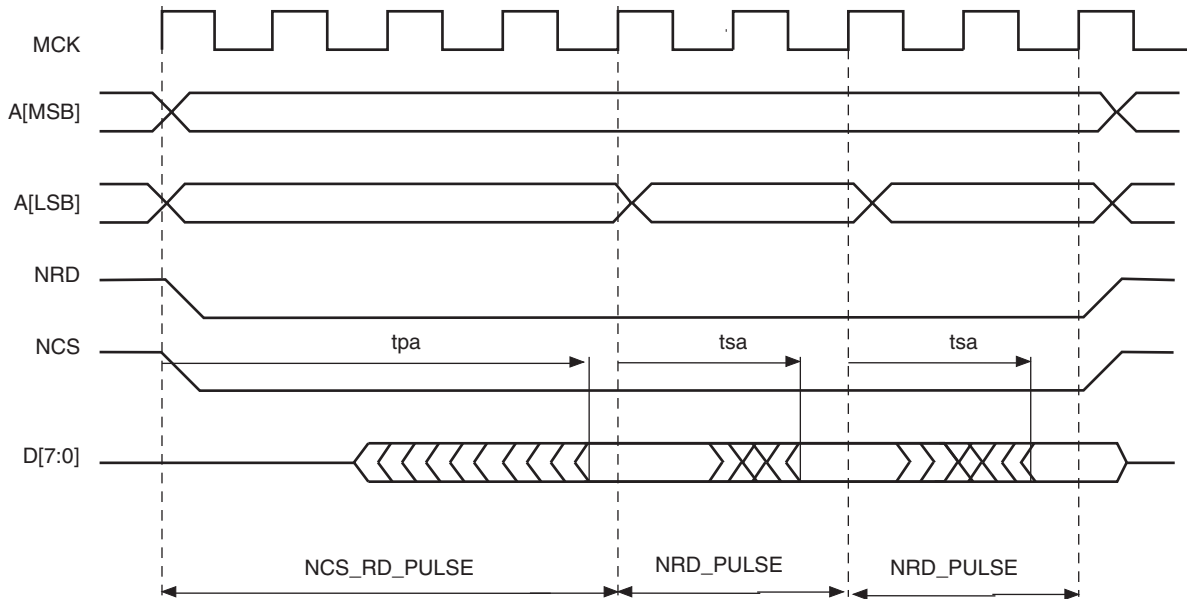 MCK
A[MSB]
A[LSB]
NRD
NCS
tpa
tsa
tsa
D[7:0]
NCS_RD_PULSE
NRD_PULSE
NRD_PULSE